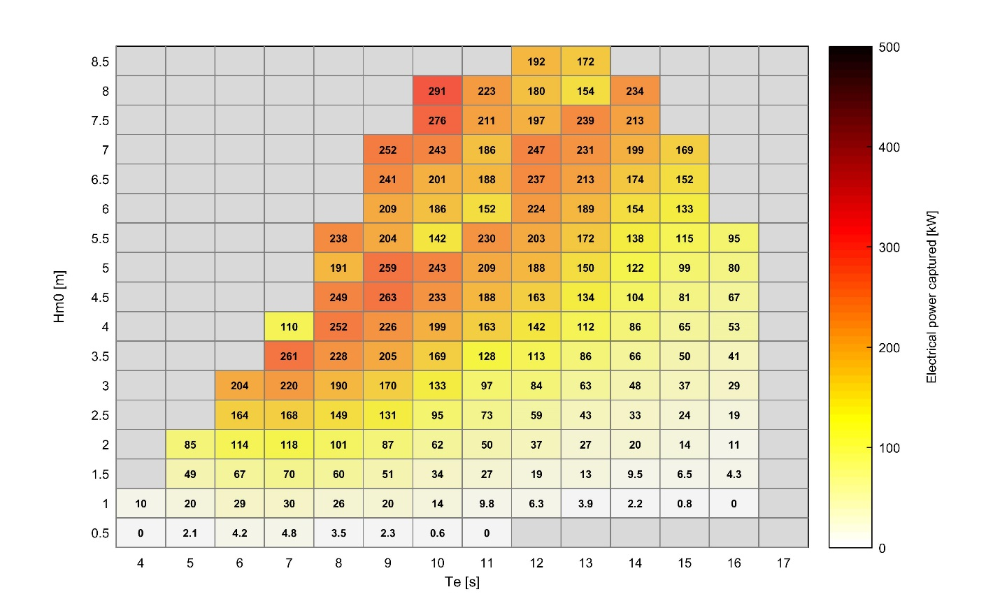 8.5 192 172 500
8 291 223 180 154 234
7.5 276 211 197 239 213
7 252 243 186 247 231 199 169 400
6.5 241 201 188 237 213 174 152
6 209 186 152 224 189 154 133
5.5 238 204 142 230 203 172 138 115 95 300
5 191 259 243 209 188 150 122 99 80
4.5 249 263 233 188 163 134 104 81 67
4 110 252 226 199 163 142 112 86 65 53
3.5 261 228 205 169 128 113 86 66 50 41 200
3 204 220 190 170 133 97 84 63 48 37 29
2.5 164 168 149 131 95 73 59 43 33 24 19
2 85 114 118 101 87 62 50 37 27 20 14 11 100
1.5 49 67 70 60 51 34 27 19 13 9.5 6.5 4.3
1 10 20 29 30 26 20 14 9.8 6.3 3.9 2.2 0.8 0
0.5 0 2.1 4.2 4.8 3.5 2.3 0.6 0 0
4 5 6 7 8 9 10 11 12 13 14 15 16 17
Te [s]
Hm0 [m]
Electrical power captured [kW]